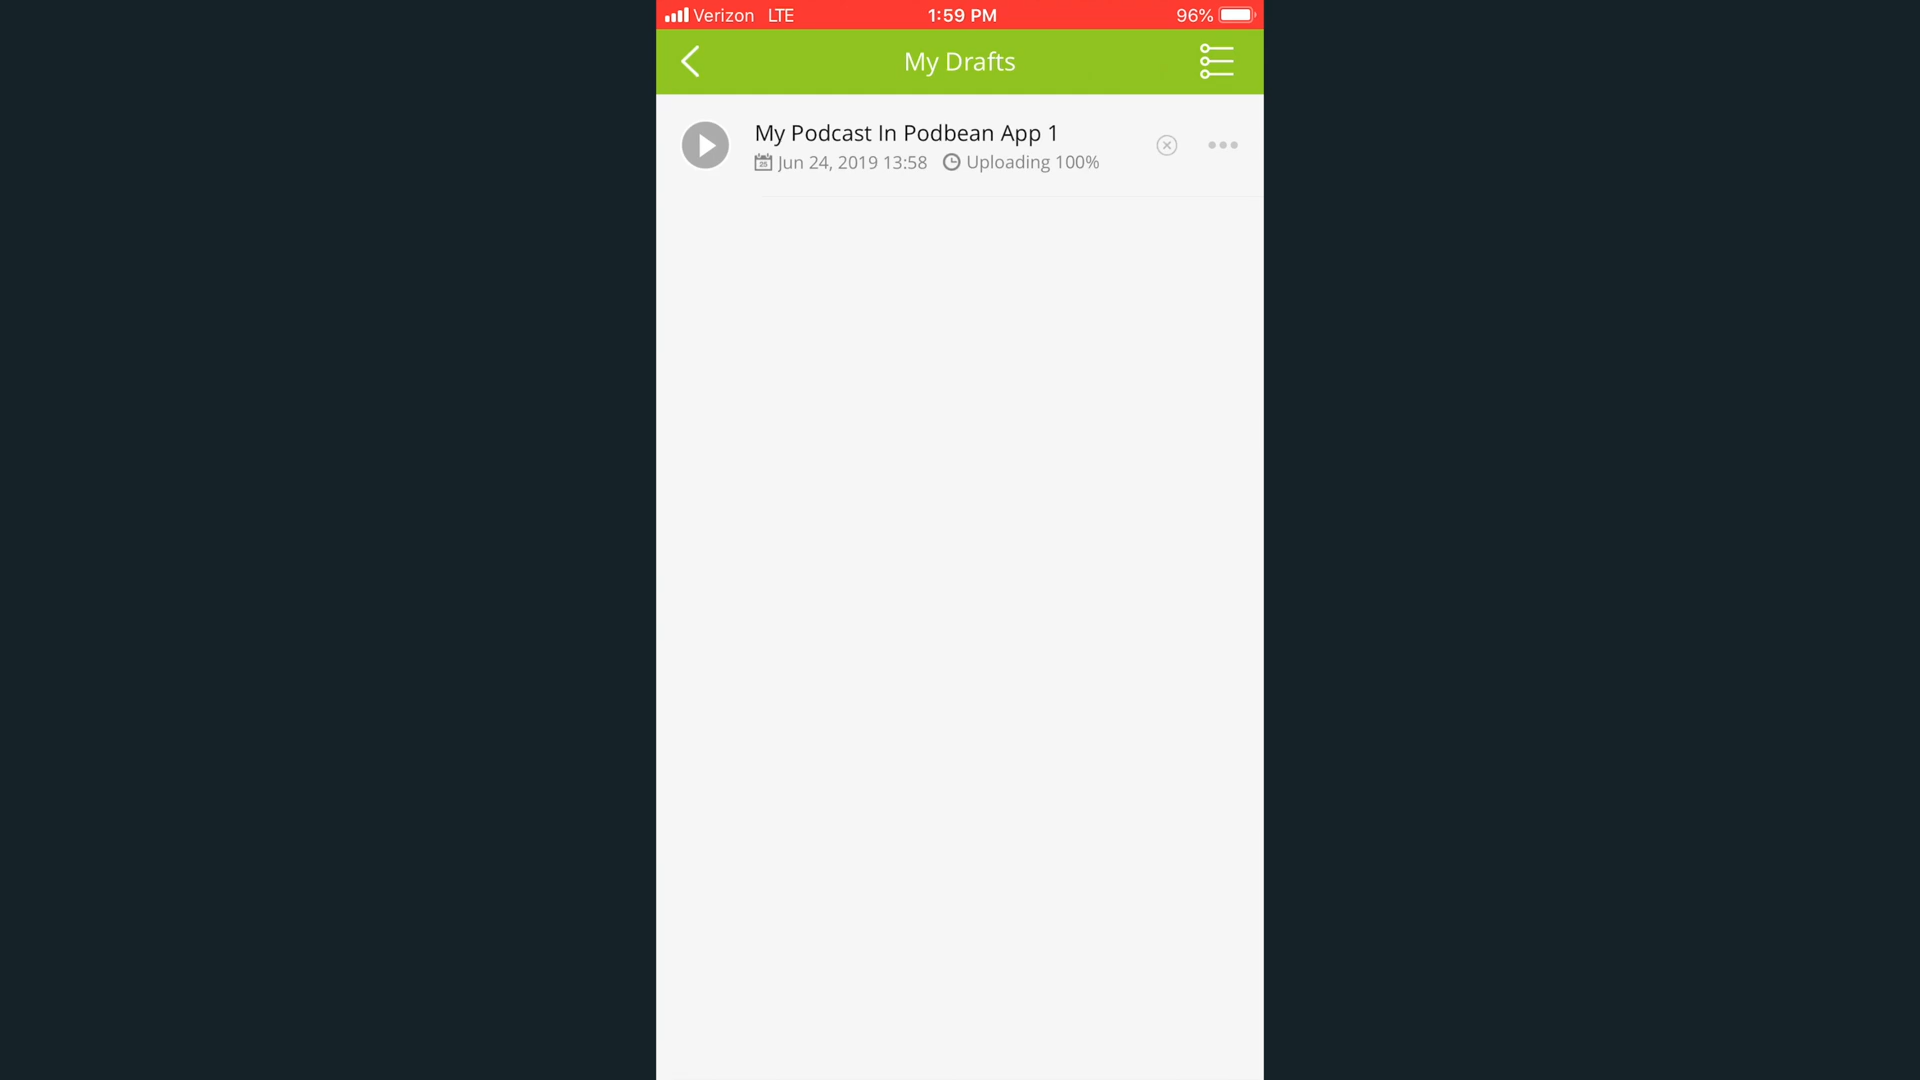 Verizon LTE 1:59 PM 96%
My Drafts
My Podcast In Podbean App 1
25 Jun 24, 2019 13:58 Uploading 100%